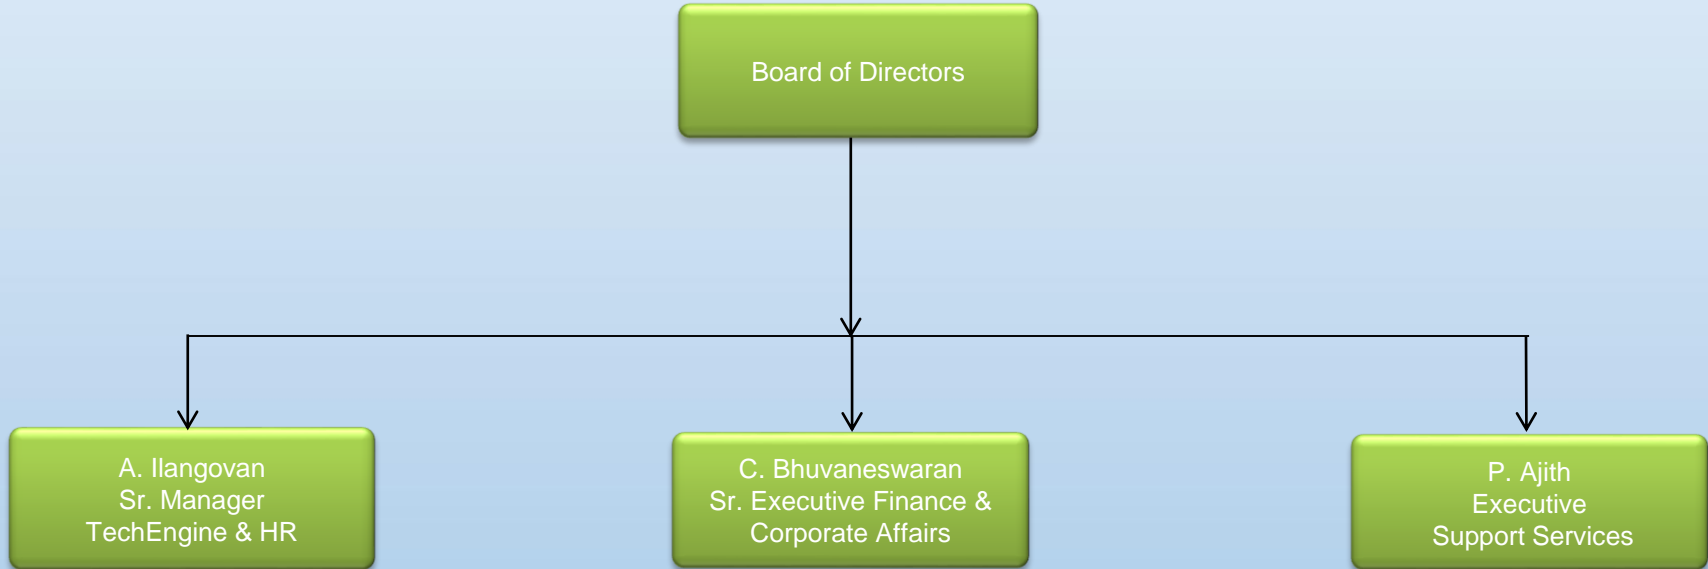 Board of Directors
A. Ilangovan
Sr. Manager
TechEngine & HR
C. Bhuvaneswaran
Sr. Executive Finance &
Corporate Affairs
P. Ajith
Executive
Support Services